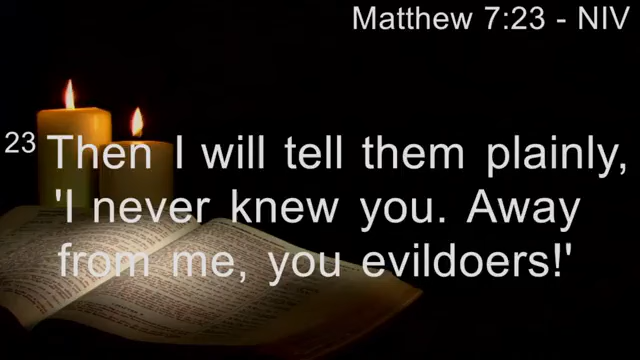 Matthew 7:23 - NIV
23 Then I will tell them plainly,
'I never knew you. Away
from me, you evildoers!'